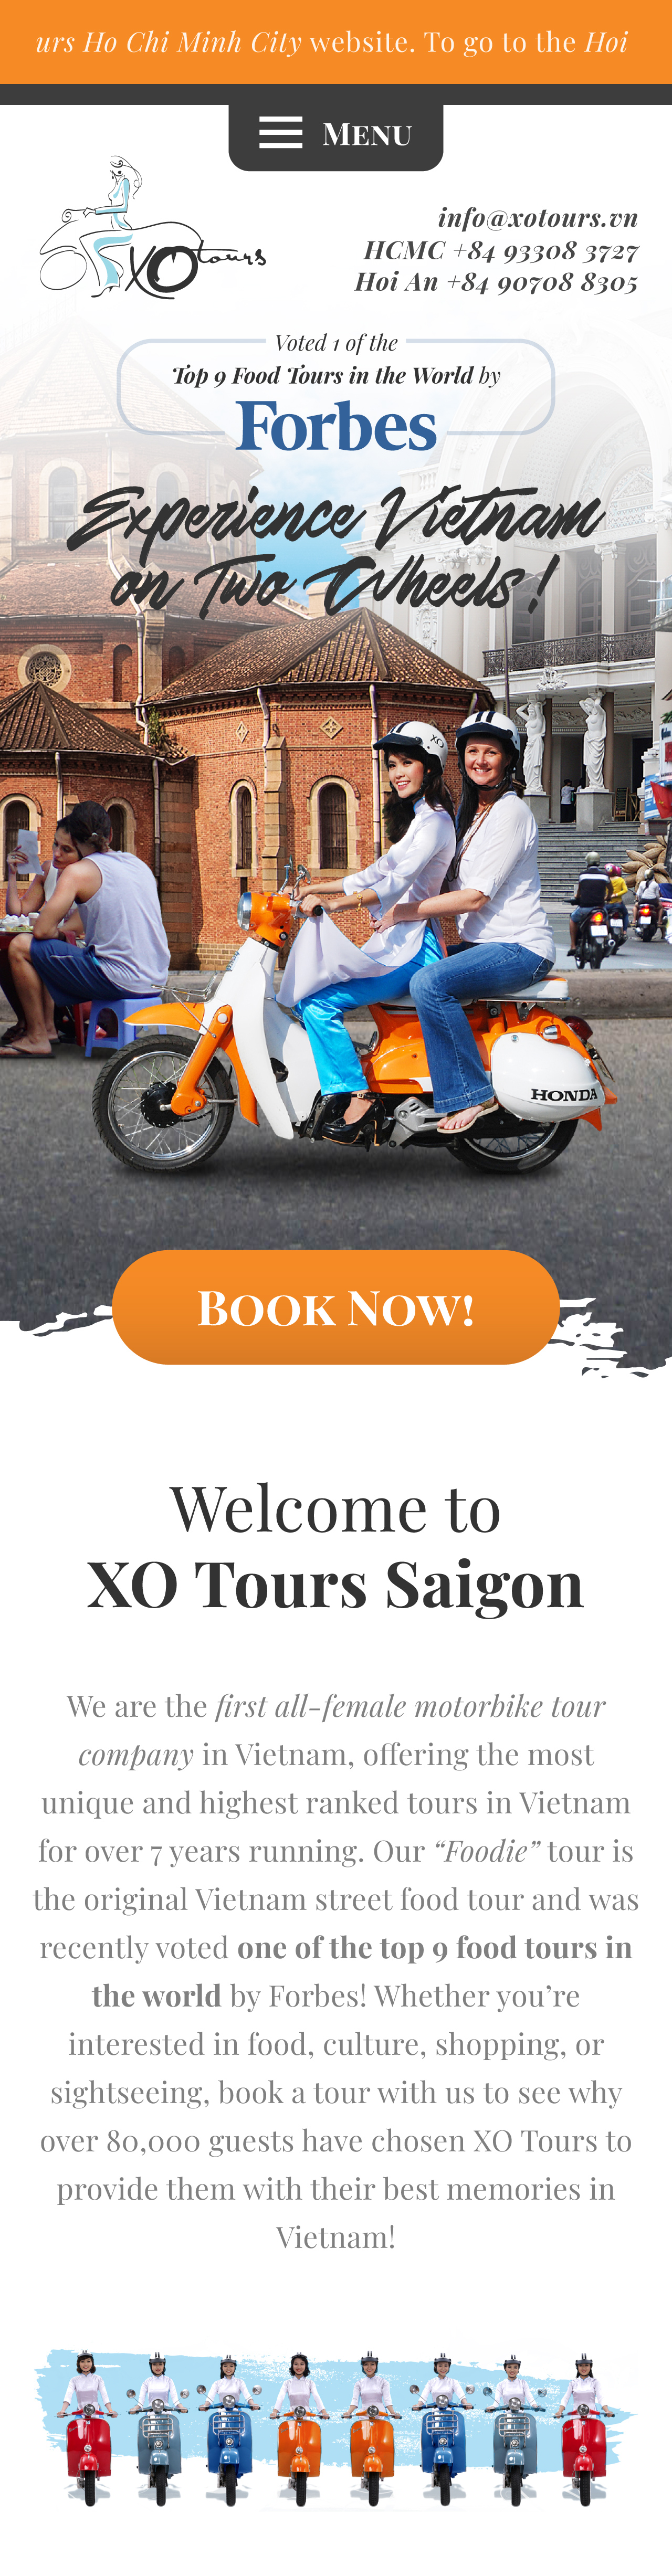 urs Ho Chi Minh City website. To go to the Hoi
MENU
XO tours
info@xotours.vn
HCMC +84 93308 3727
Hoi An +84 90708 8305
Voted 1 of the
Top 9 Food Tours in the World by
Forbes
Experience Vietnam
on Two Wheels!
XO
HONDA
BOOK NOW!
Welcome to
XO Tours Saigon
We are the first all-female motorbike tour
company in Vietnam, offering the most
unique and highest ranked tours in Vietnam
for over 7 years running. Our “Foodie” tour is
the original Vietnam street food tour and was
recently voted one of the top 9 food tours in
the world by Forbes! Whether you’re
interested in food, culture, shopping, or
sightseeing, book a tour with us to see why
over 80,000 guests have chosen XO Tours to
provide them with their best memories in
Vietnam!